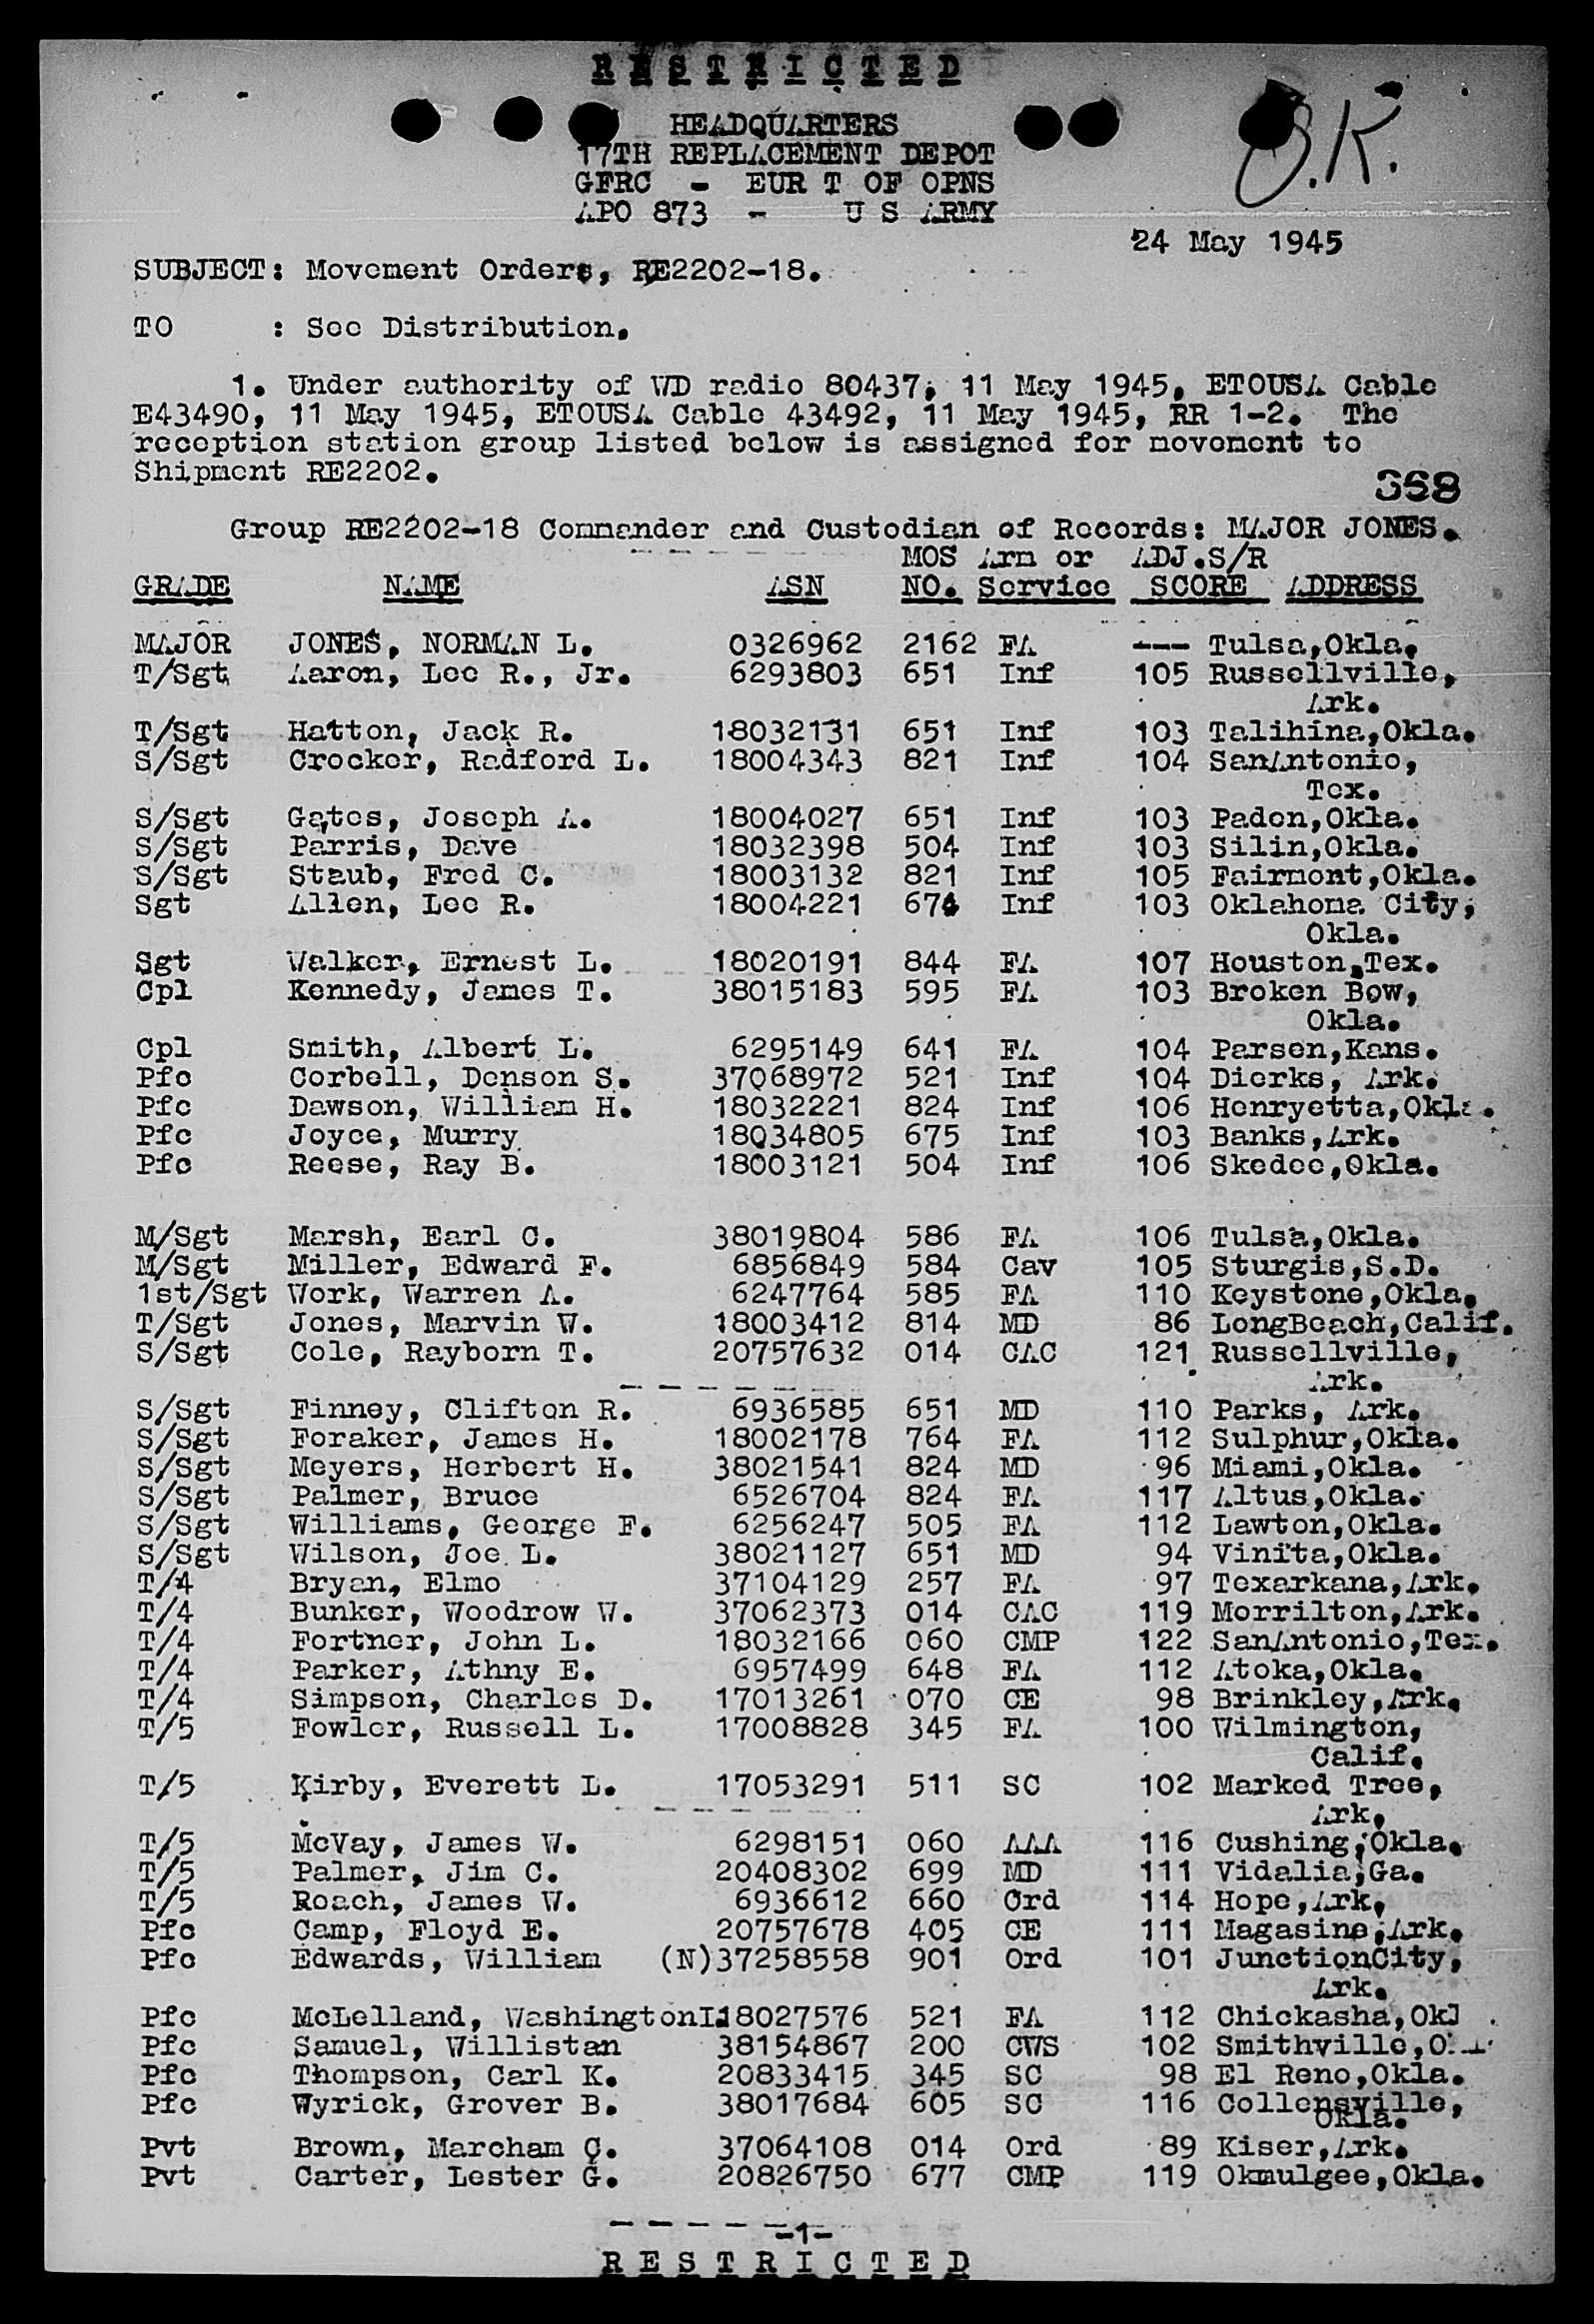 RESTRICTED
HEADQUARTERS
17TH REPLACEMENT DEPOT
GFRC - EUR T OF OPNS
APO 873 - U S ARMY
O.K.
24 May 1945
SUBJECT: Movement Orders, RE2202-18.
TO : See Distribution.
1. Under authority of WD radio 80437, 11 May 1945, ETOUSA Cable
E43490, 11 May 1945, ETOUSA Cable 43492, 11 May 1945, RR 1-2. The
reception station group listed below is assigned for movement to
Shipment RE2202.
368
Group RE2202-18 Commander and Custodian of Records: MAJOR JONES.
MOS Arm or ADJ.S/R
GRADE NAME ASN NO. Service SCORE ADDRESS
MAJOR JONES, NORMAN L. 0326962 2162 FA --- Tulsa,Okla.
T/Sgt Aaron, Lee R., Jr. 6293803 651 Inf 105 Russellville,
Ark.
T/Sgt Hatton, Jack R. 18032131 651 Inf 103 Talihina,Okla.
S/Sgt Crocker, Radford L. 18004343 821 Inf 104 SanAntonio,
Tex.
S/Sgt Gates, Joseph A. 18004027 651 Inf 103 Paden,Okla.
S/Sgt Parris, Dave 18032398 504 Inf 103 Silin,Okla.
S/Sgt Staub, Fred C. 18003132 821 Inf 105 Fairmont,Okla.
Sgt Allen, Lee R. 18004221 674 Inf 103 Oklahoma City,
Okla.
Sgt Walker, Ernest L. 18020191 844 FA 107 Houston,Tex.
Cpl Kennedy, James T. 38015183 595 FA 103 Broken Bow,
Okla.
Cpl Smith, Albert L. 6295149 641 FA 104 Parsen,Kans.
Pfc Corbell, Denson S. 37068972 521 Inf 104 Dierks, Ark.
Pfc Dawson, William H. 18032221 824 Inf 106 Henryetta,Okla.
Pfc Joyce, Murry 18034805 675 Inf 103 Banks,Ark.
Pfc Reese, Ray B. 18003121 504 Inf 106 Skedee,Okla.
M/Sgt Marsh, Earl C. 38019804 586 FA 106 Tulsa,Okla.
M/Sgt Miller, Edward F. 6856849 584 Cav 105 Sturgis,S.D.
1st/Sgt Work, Warren A. 6247764 585 FA 110 Keystone,Okla.
T/Sgt Jones, Marvin W. 18003412 814 MD 86 LongBeach,Calif.
S/Sgt Cole, Rayborn T. 20757632 014 CAC 121 Russellville,
Ark.
S/Sgt Finney, Clifton R. 6936585 651 MD 110 Parks, Ark.
S/Sgt Foraker, James H. 18002178 764 FA 112 Sulphur,Okla.
S/Sgt Meyers, Herbert H. 38021541 824 MD 96 Miami,Okla.
S/Sgt Palmer, Bruce 6526704 824 FA 117 Altus,Okla.
S/Sgt Williams, George F. 6256247 505 FA 112 Lawton,Okla.
S/Sgt Wilson, Joe L. 38021127 651 MD 94 Vinita,Okla.
T/4 Bryan, Elmo 37104129 257 FA 97 Texarkana,Ark.
T/4 Bunker, Woodrow W. 37062373 014 CAC 119 Morrilton,Ark.
T/4 Fortner, John L. 18032166 060 CMP 122 SanAntonio,Tex.
T/4 Parker, Athny E. 6957499 648 FA 112 Atoka,Okla.
T/4 Simpson, Charles D. 17013261 070 CE 98 Brinkley,Ark.
T/5 Fowler, Russell L. 17008828 345 FA 100 Wilmington,
Calif.
T/5 Kirby, Everett L. 17053291 511 SC 102 Marked Tree,
Ark.
T/5 McVay, James W. 6298151 060 AAA 116 Cushing,Okla.
T/5 Palmer, Jim C. 20408302 699 MD 111 Vidalia,Ga.
T/5 Roach, James W. 6936612 660 Ord 114 Hope,Ark.
Pfc Camp, Floyd E. 20757678 405 CE 111 Magasine,Ark.
Pfc Edwards, William (N)37258558 901 Ord 101 JunctionCity,
Ark.
Pfc McLelland, WashingtonI.18027576 521 FA 112 Chickasha,Okl
Pfc Samuel, Willistan 38154867 200 CWS 102 Smithville,
Pfc Thompson, Carl K. 20833415 345 SC 98 El Reno,Okla.
Pfc Wyrick, Grover B. 38017684 605 SC 116 Collensville,
Okla.
Pvt Brown, Marcham C. 37064108 014 Ord 89 Kiser,Ark.
Pvt Carter, Lester G. 20826750 677 CMP 119 Okmulgee,Okla.
-1-
RESTRICTED